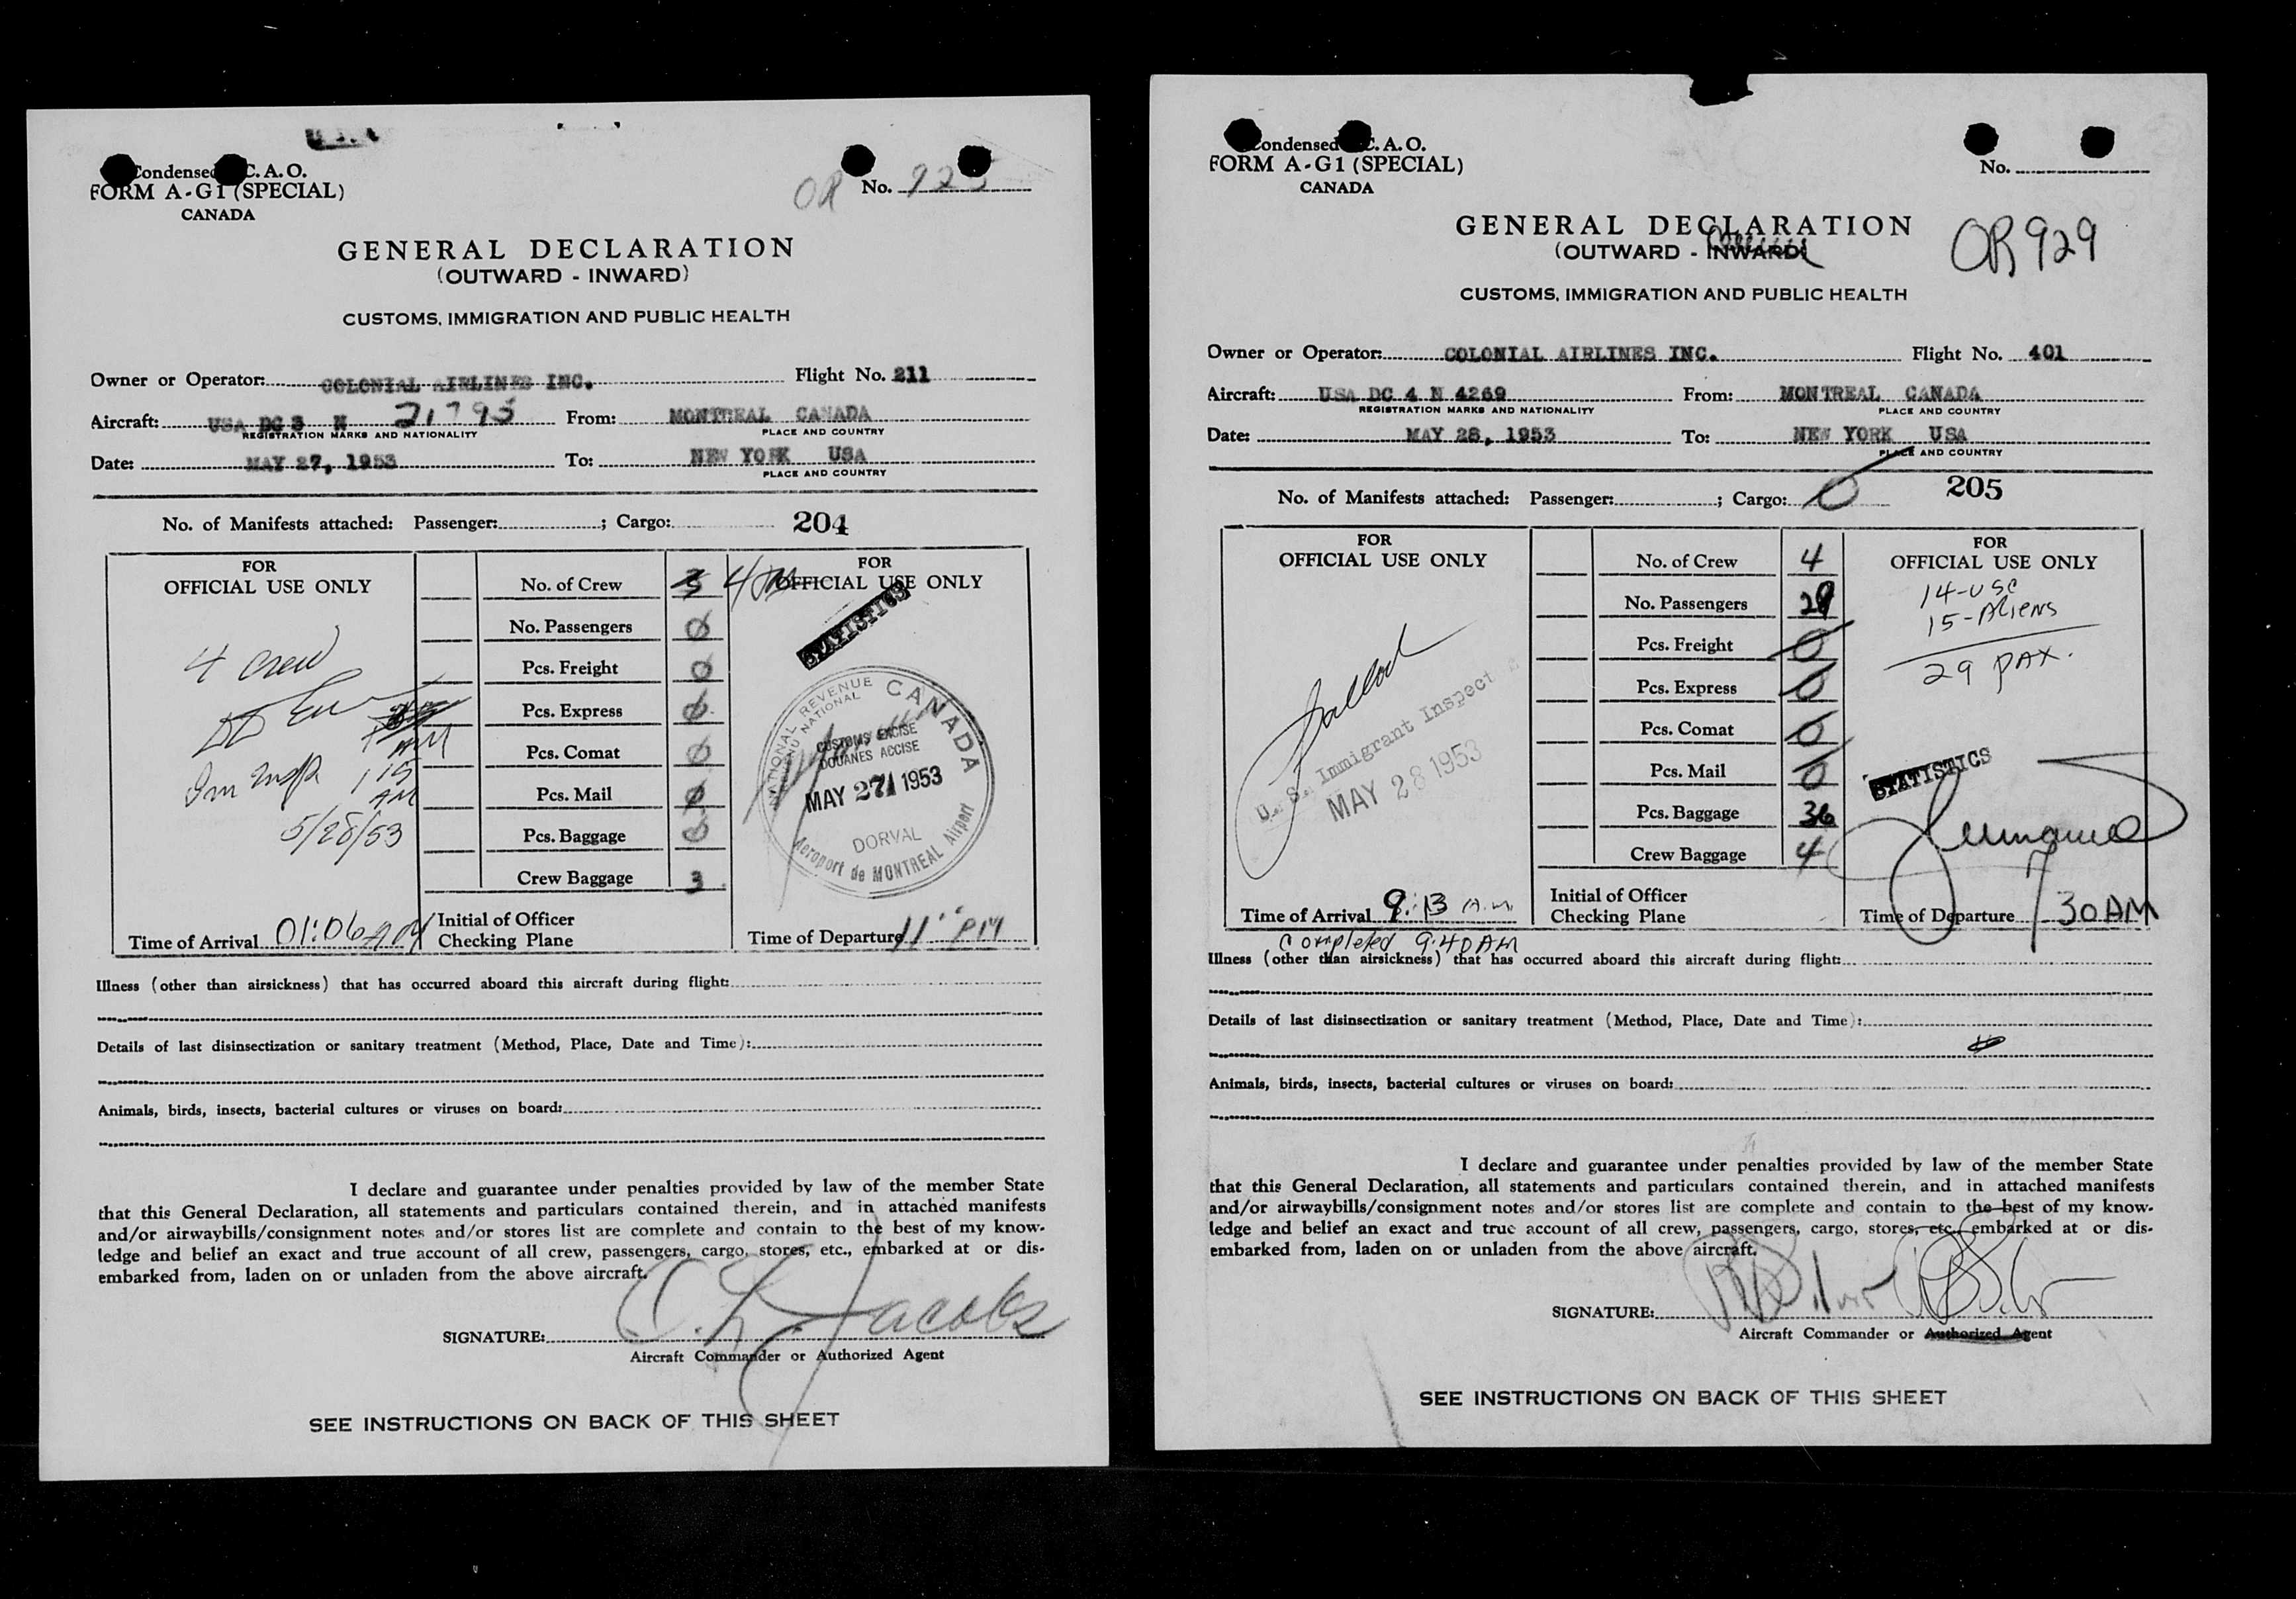 Condensed C. A. O.
FORM A-G1 (SPECIAL)
CANADA
OR No. 925
GENERAL DECLARATION
(OUTWARD - INWARD)
CUSTOMS, IMMIGRATION AND PUBLIC HEALTH
Owner or Operator: COLONIAL AIRLINES INC. Flight No. 211
Aircraft: USA DC 3 N 21793 From: MONTREAL CANADA
REGISTRATION MARKS AND NATIONALITY PLACE AND COUNTRY
Date: MAY 27, 1953 To: NEW YORK USA
PLACE AND COUNTRY
No. of Manifests attached: Passenger: ; Cargo: 204
FOR
OFFICIAL USE ONLY
4 Crew
Im Insp 1 15
AM
5/28/53
Time of Arrival 01:06 AM
No. of Crew 3 4
No. Passengers 0
Pcs. Freight 0
Pcs. Express 0
Pcs. Comat 0
Pcs. Mail 0
Pcs. Baggage 0
Crew Baggage 3
Initial of Officer
Checking Plane
FOR
OFFICIAL USE ONLY
STATISTICS
NATIONAL REVENUE CANADA
REVENU NATIONAL
CUSTOMS EXCISE
DOUANES ACCISE
MAY 27 1953
DORVAL
Aeroport de MONTREAL Airport
Time of Departure 11 PM
Illness (other than airsickness) that has occurred aboard this aircraft during flight:
Details of last disinsectization or sanitary treatment (Method, Place, Date and Time):
Animals, birds, insects, bacterial cultures or viruses on board:
I declare and guarantee under penalties provided by law of the member State
that this General Declaration, all statements and particulars contained therein, and in attached manifests
and/or airwaybills/consignment notes and/or stores list are complete and contain to the best of my know-
ledge and belief an exact and true account of all crew, passengers, cargo, stores, etc., embarked at or dis-
embarked from, laden on or unladen from the above aircraft.
SIGNATURE: C. L. Jacobs
Aircraft Commander or Authorized Agent
SEE INSTRUCTIONS ON BACK OF THIS SHEET
Condensed C. A. O.
FORM A-G1 (SPECIAL)
CANADA
No.
GENERAL DECLARATION
(OUTWARD - INWARD)
OR 929
CUSTOMS, IMMIGRATION AND PUBLIC HEALTH
Owner or Operator: COLONIAL AIRLINES INC. Flight No. 401
Aircraft: USA DC 4 N 4269 From: MONTREAL CANADA
REGISTRATION MARKS AND NATIONALITY PLACE AND COUNTRY
Date: MAY 28, 1953 To: NEW YORK USA
PLACE AND COUNTRY
No. of Manifests attached: Passenger: ; Cargo: 0 205
FOR
OFFICIAL USE ONLY
U. S. Immigrant Inspect
MAY 28 1953
Time of Arrival 9:13 A.M.
Completed 9:40 AM
No. of Crew 4
No. Passengers 29
Pcs. Freight 0
Pcs. Express 0
Pcs. Comat 0
Pcs. Mail 0
Pcs. Baggage 36
Crew Baggage 4
Initial of Officer
Checking Plane
FOR
OFFICIAL USE ONLY
14-USC
15-Aliens
29 PAX.
STATISTICS
Time of Departure 7 30 AM
Illness (other than airsickness) that has occurred aboard this aircraft during flight:
Details of last disinsectization or sanitary treatment (Method, Place, Date and Time):
Animals, birds, insects, bacterial cultures or viruses on board:
I declare and guarantee under penalties provided by law of the member State
that this General Declaration, all statements and particulars contained therein, and in attached manifests
and/or airwaybills/consignment notes and/or stores list are complete and contain to the best of my know-
ledge and belief an exact and true account of all crew, passengers, cargo, stores, etc., embarked at or dis-
embarked from, laden on or unladen from the above aircraft.
SIGNATURE:
Aircraft Commander or Authorized Agent
SEE INSTRUCTIONS ON BACK OF THIS SHEET